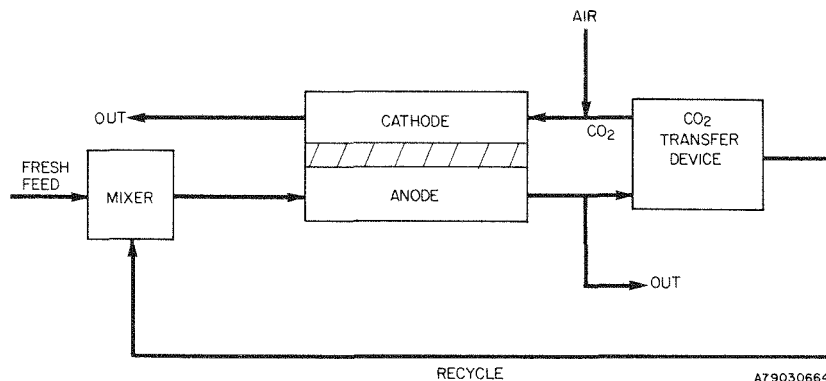 AIR
OUT
CATHODE
CO2
CO2
TRANSFER
DEVICE
FRESH
FEED
MIXER
ANODE
OUT
RECYCLE
A79030664